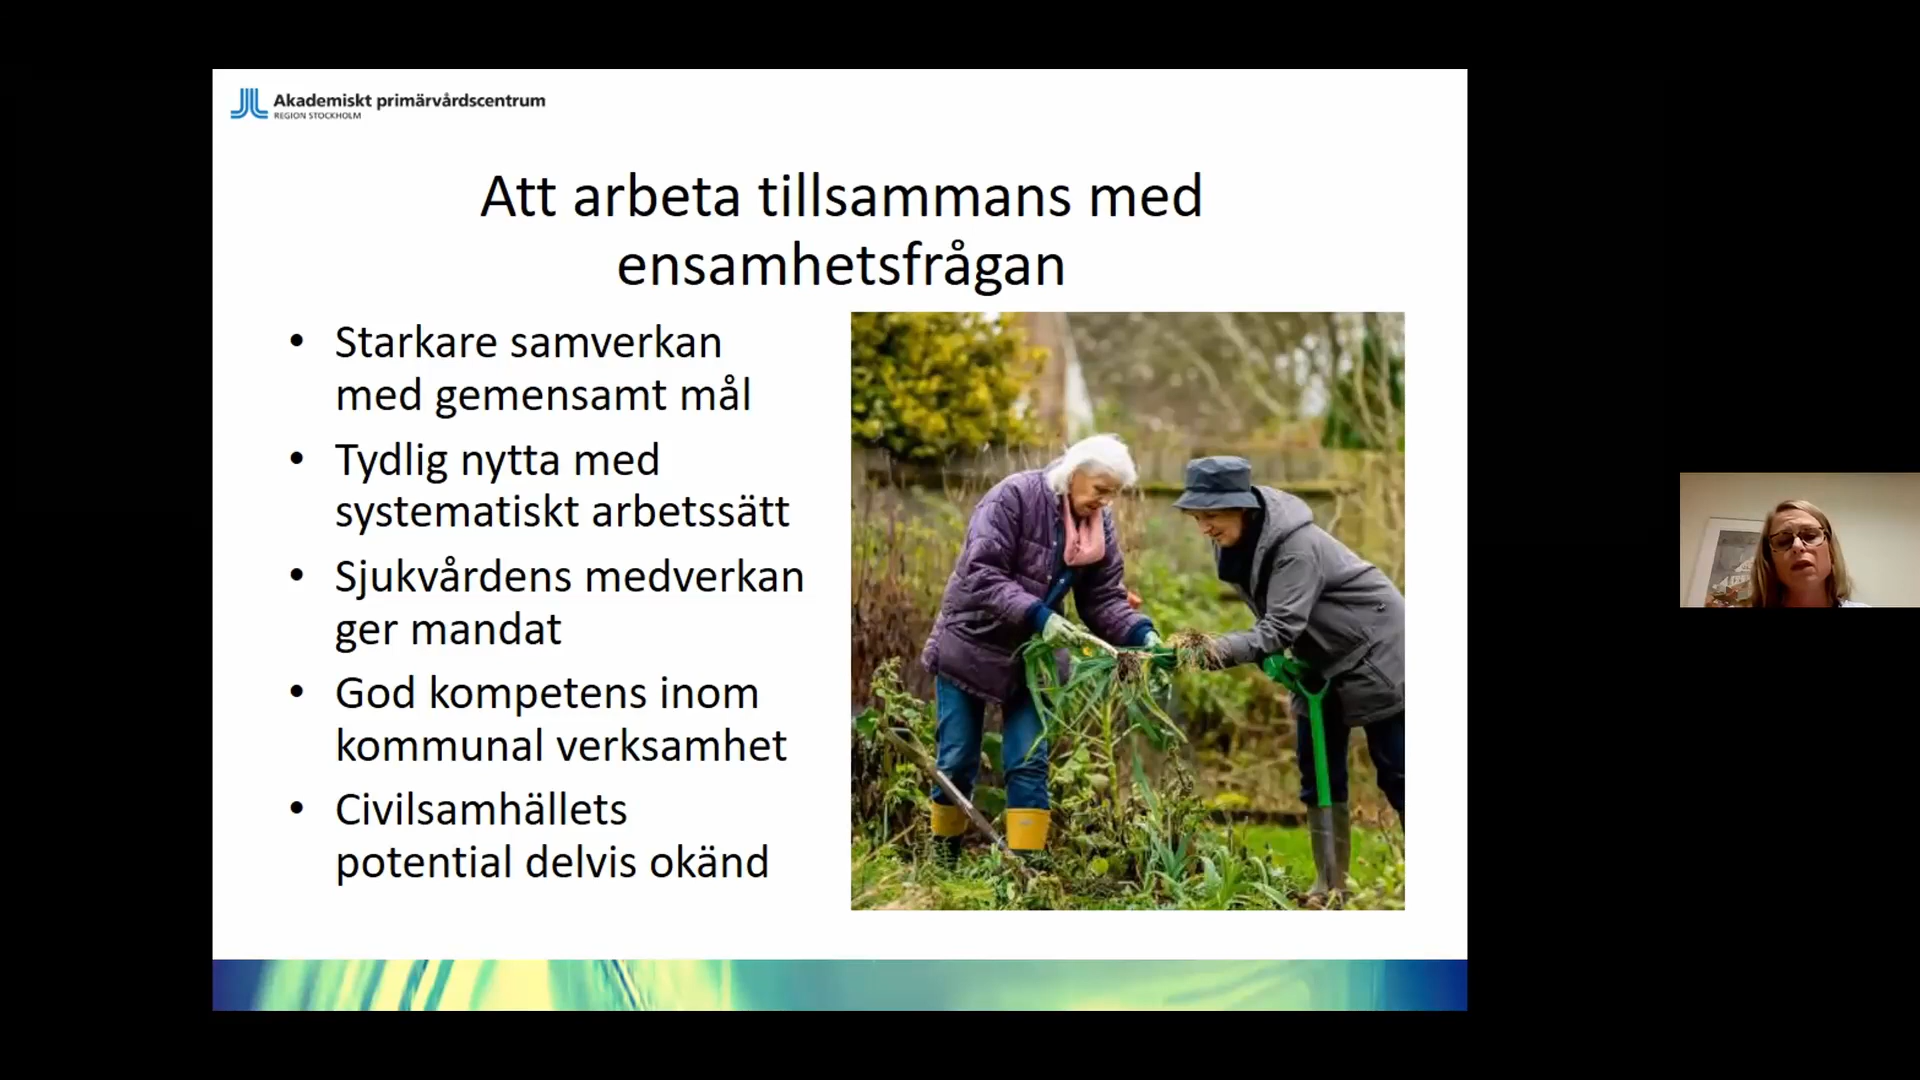 Akademiskt primärvårdscentrum
REGION STOCKHOLM
Att arbeta tillsammans med
ensamhetsfrågan
• Starkare samverkan
med gemensamt mål
• Tydlig nytta med
systematiskt arbetssätt
• Sjukvårdens medverkan
ger mandat
• God kompetens inom
kommunal verksamhet
• Civilsamhällets
potential delvis okänd